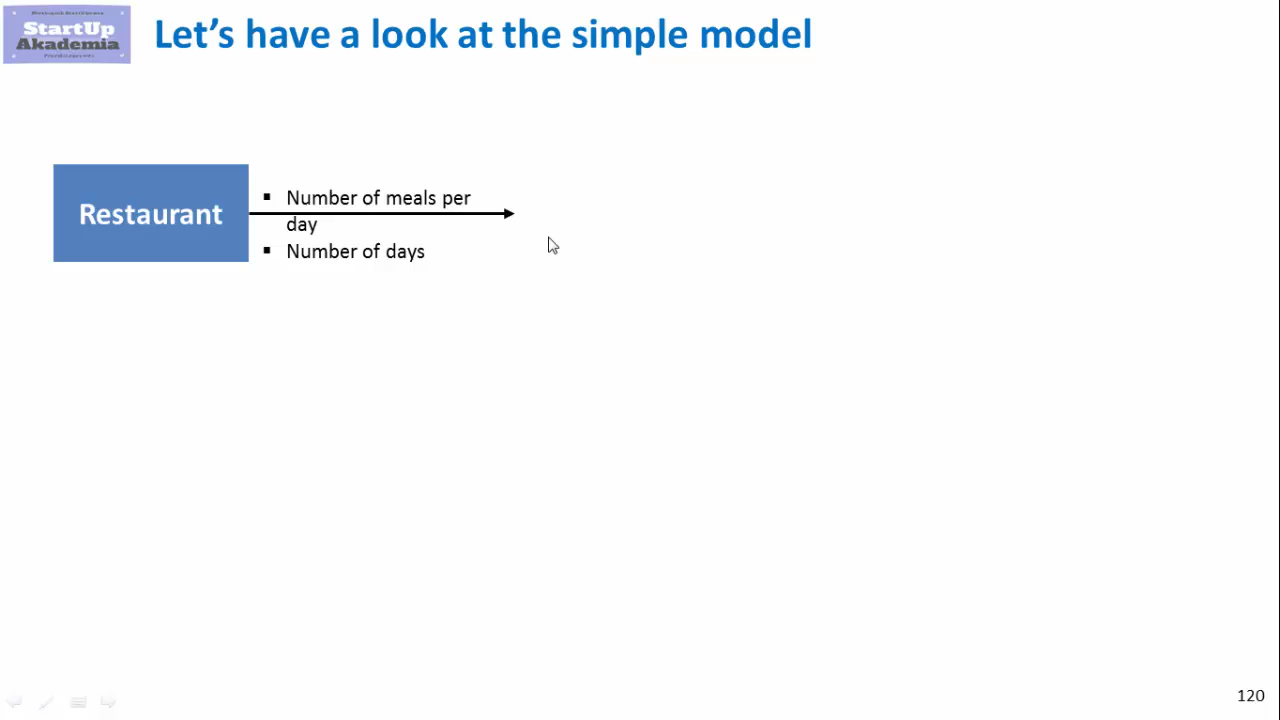 StartUp
Akademia
Let's have a look at the simple model
Restaurant
▪ Number of meals per
day
▪ Number of days
120